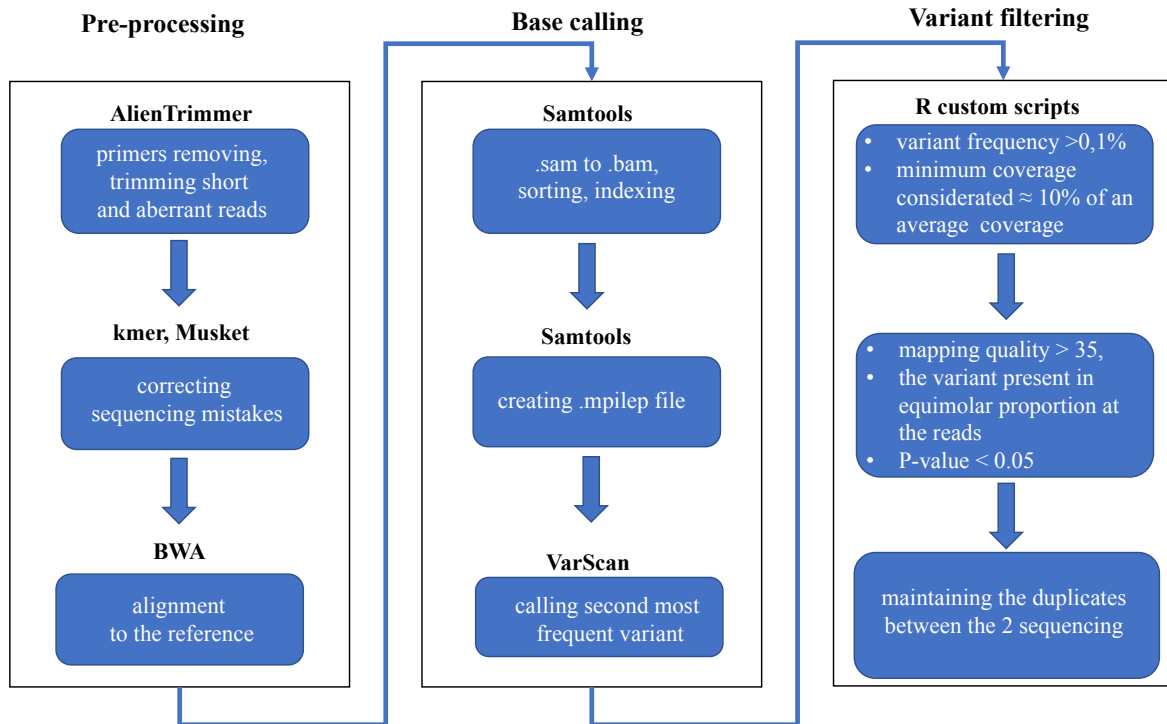 Pre-processing
AlienTrimmer
primers removing,
trimming short
and aberrant reads
kmer, Musket
correcting
sequencing mistakes
BWA
alignment
to the reference
Base calling
Samtools
.sam to .bam,
sorting, indexing
Samtools
creating .mpilep file
VarScan
calling second most
frequent variant
Variant filtering
R custom scripts
• variant frequency >0,1%
• minimum coverage
considerated ≈ 10% of an
average coverage
• mapping quality > 35,
• the variant present in
equimolar proportion at
the reads
• P-value < 0.05
maintaining the duplicates
between the 2 sequencing